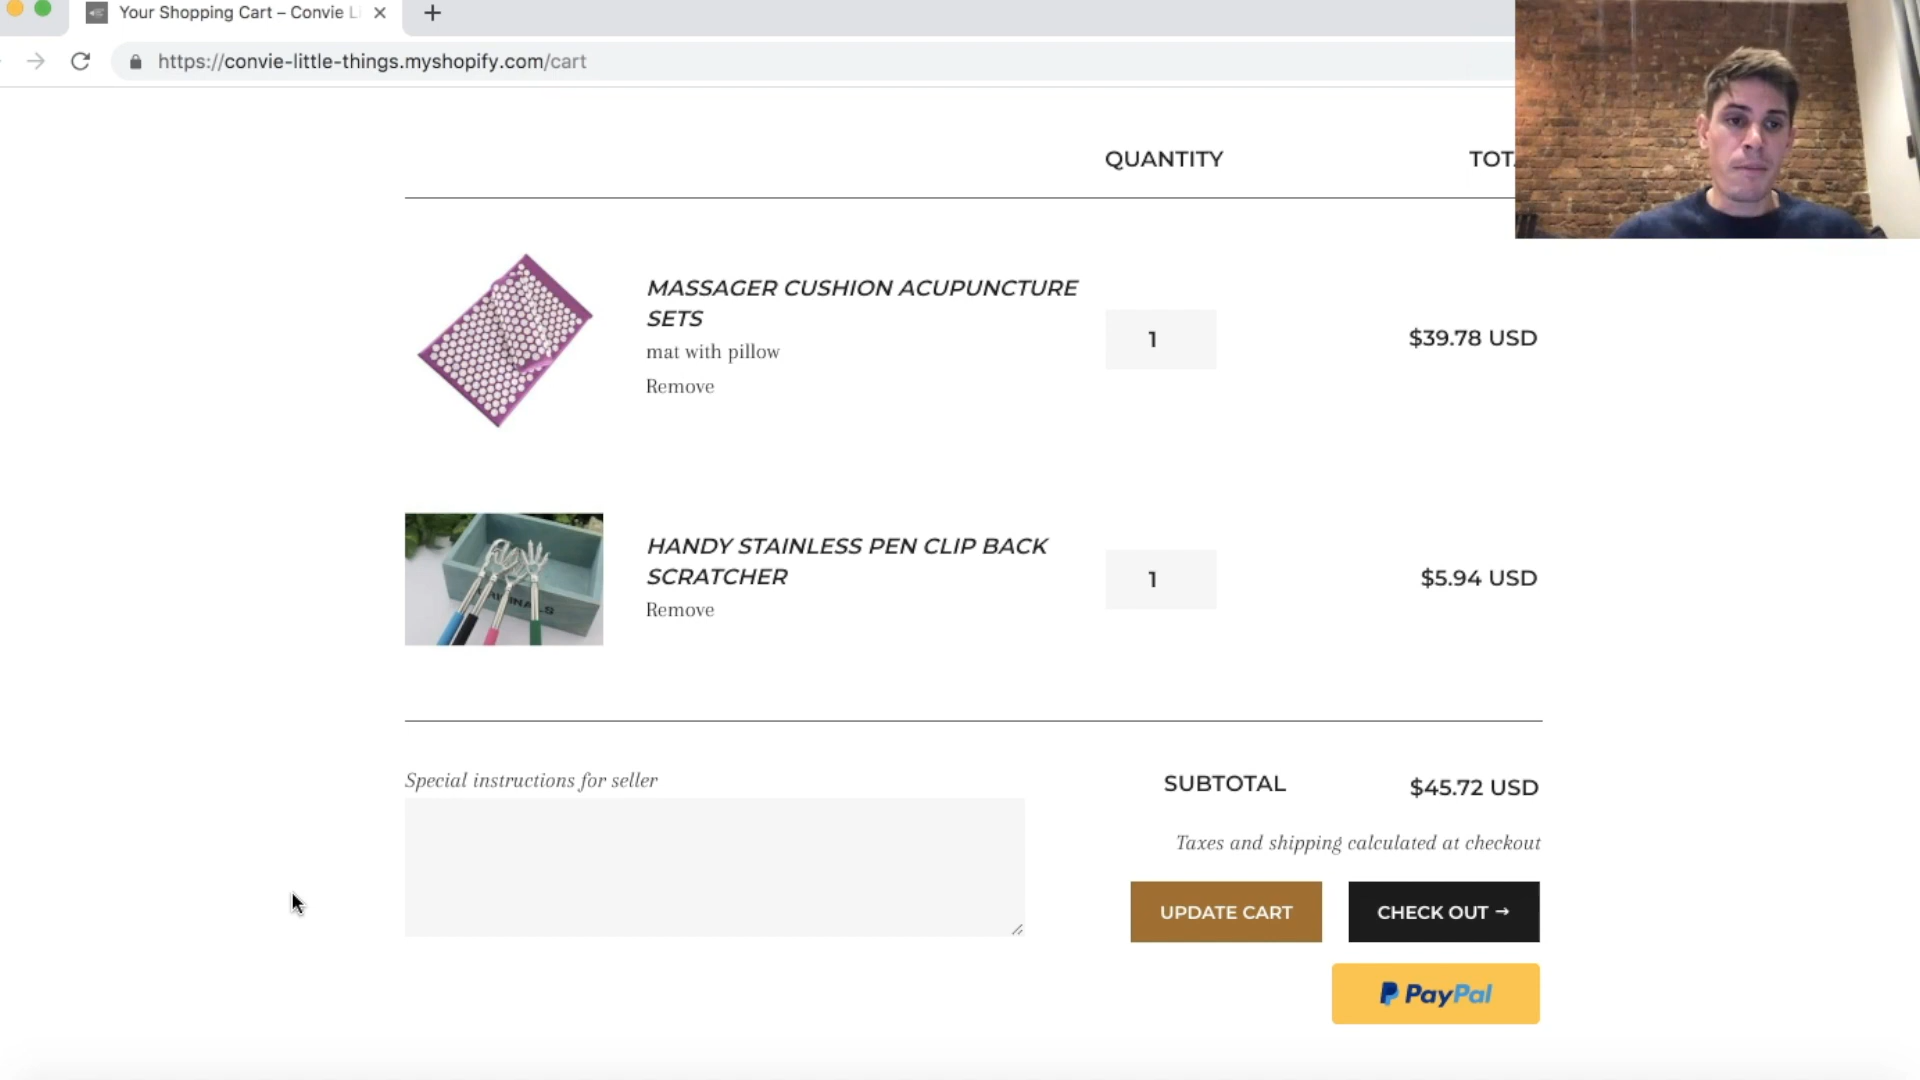 Your Shopping Cart – Convie Li
https://convie-little-things.myshopify.com/cart
QUANTITY
TOT
MASSAGER CUSHION ACUPUNCTURE
SETS
mat with pillow
Remove
1
$39.78 USD
HANDY STAINLESS PEN CLIP BACK
SCRATCHER
Remove
1
$5.94 USD
Special instructions for seller
SUBTOTAL
$45.72 USD
Taxes and shipping calculated at checkout
UPDATE CART
CHECK OUT →
PayPal